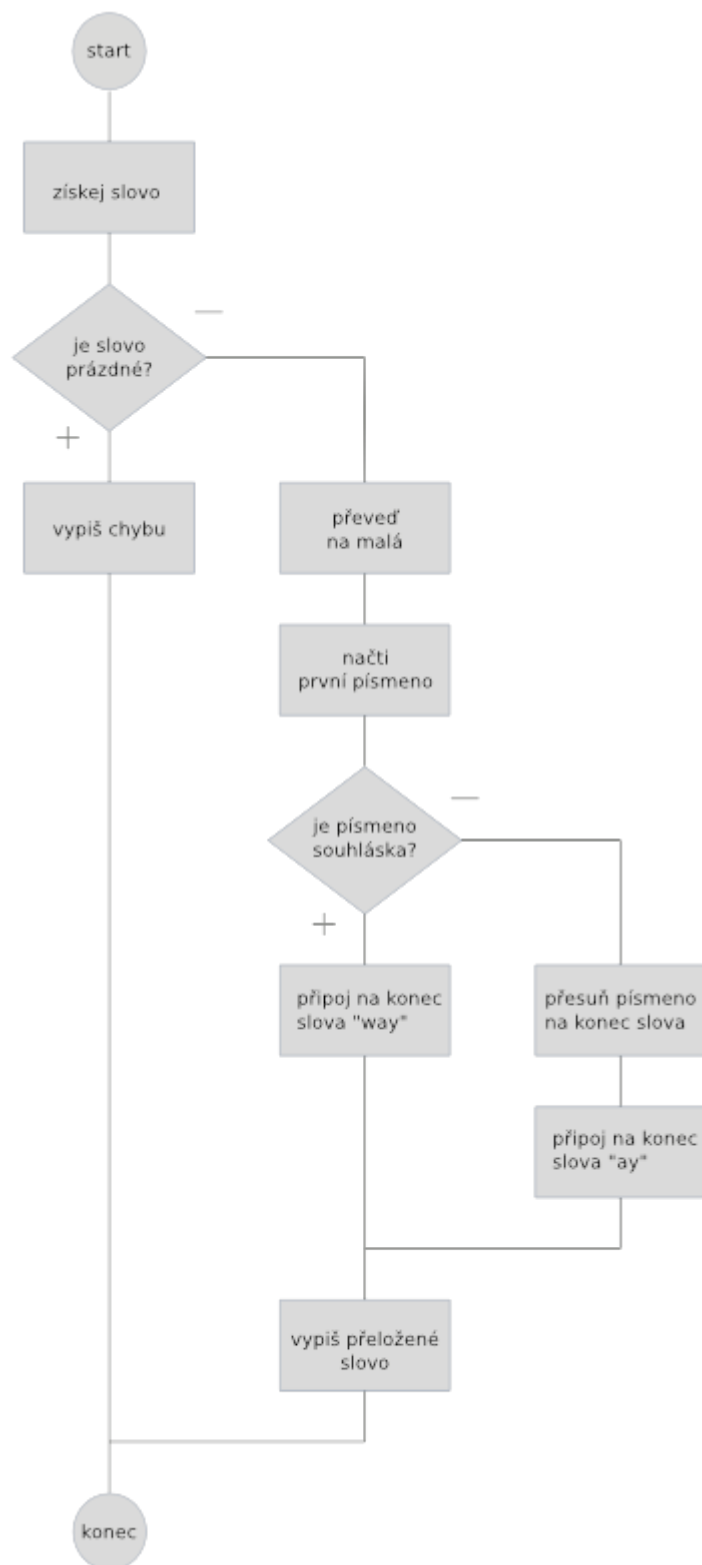 start
získej slovo
je slovo
prázdné?
—
+
vypiš chybu
převeď
na malá
načti
první písmeno
je písmeno
souhláska?
—
+
připoj na konec
slova "way"
přesuň písmeno
na konec slova
připoj na konec
slova "ay"
vypiš přeložené
slovo
konec